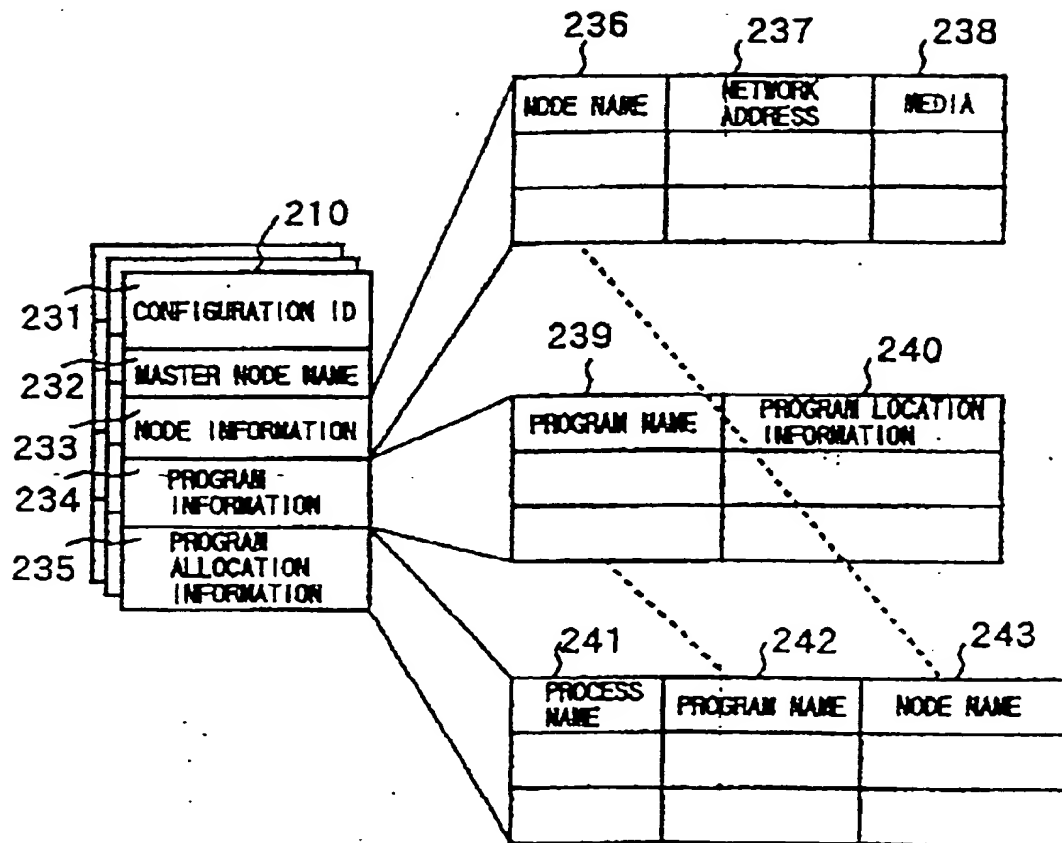 236 237 238
NODE NAME
NETWORK
ADDRESS
MEDIA
210
231
CONFIGURATION ID
232
MASTER NODE NAME
233
NODE INFORMATION
234
PROGRAM
INFORMATION
235
PROGRAM
ALLOCATION
INFORMATION
239 240
PROGRAM NAME
PROGRAM LOCATION
INFORMATION
241 242 243
PROCESS
NAME
PROGRAM NAME
NODE NAME